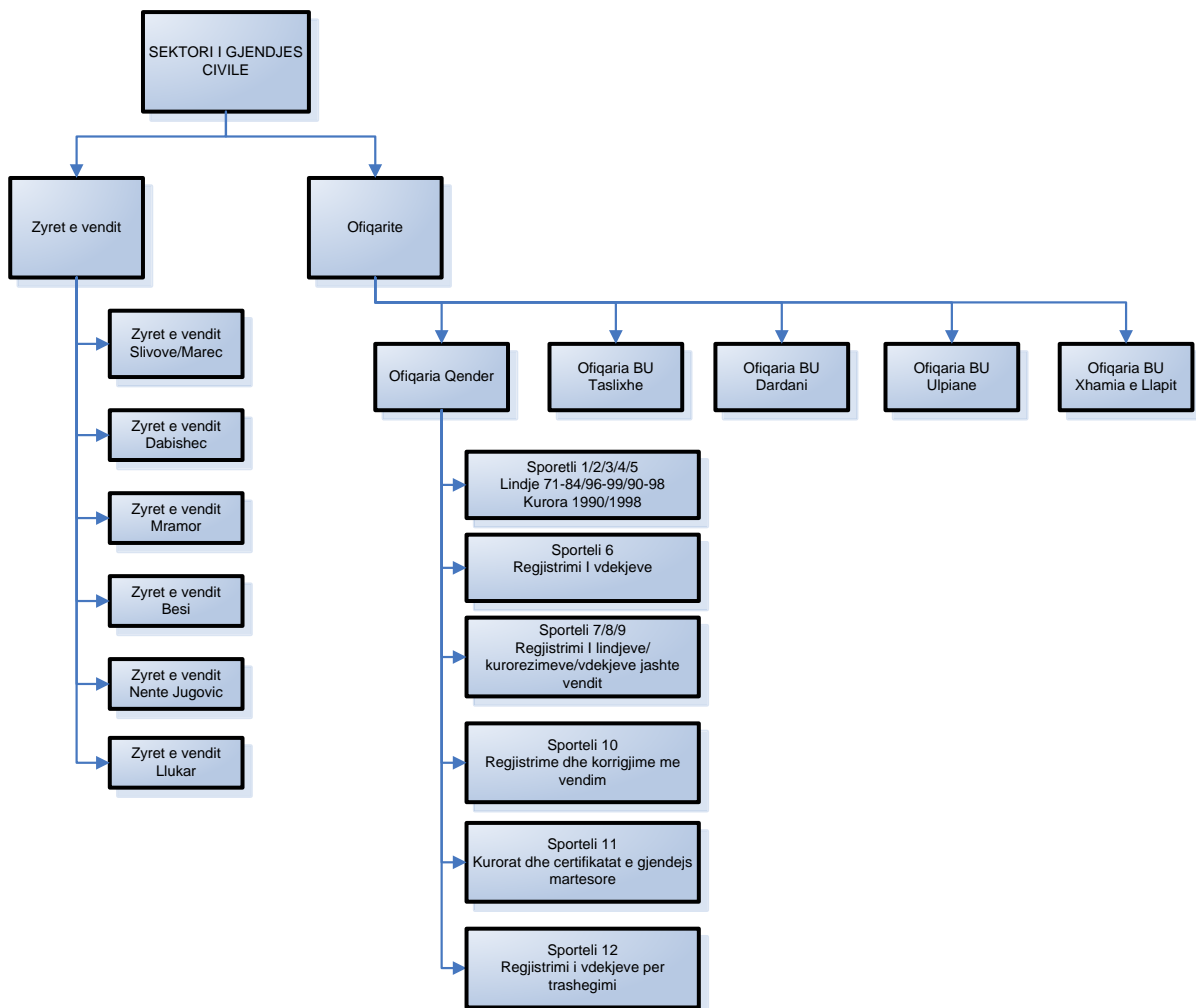 SEKTORI I GJENDJES
CIVILE
Zyret e vendit
Ofiqarite
Zyret e vendit
Slivove/Marec
Zyret e vendit
Dabishec
Zyret e vendit
Mramor
Zyret e vendit
Besi
Zyret e vendit
Nente Jugovic
Zyret e vendit
Llukar
Ofiqaria Qender
Ofiqaria BU
Taslixhe
Ofiqaria BU
Dardani
Ofiqaria BU
Ulpiane
Ofiqaria BU
Xhamia e Llapit
Sporetli 1/2/3/4/5
Lindje 71-84/96-99/90-98
Kurora 1990/1998
Sporteli 6
Regjistrimi I vdekjeve
Sporteli 7/8/9
Regjistrimi I lindjeve/
kurorezimeve/vdekjeve jashte
vendit
Sporteli 10
Regjistrime dhe korrigjime me
vendim
Sporteli 11
Kurorat dhe certifikatat e gjendejs
martesore
Sporteli 12
Regjistrimi i vdekjeve per
trashegimi